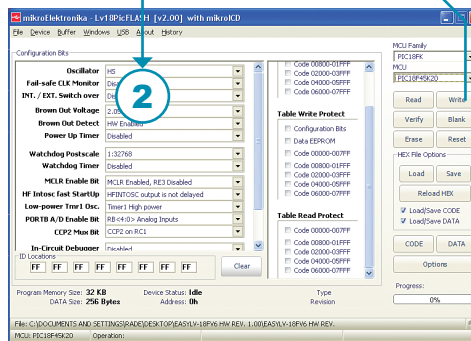 mikroElektronika - Lv18PicFLASH [v2.00] with mikroICD
File Device Buffer Windows USB About History
Configuration Bits
Oscillator HS
Fail-safe CLK Monitor
INT. / EXT. Switch over
Brown Out Voltage 2.05
Brown Out Detect HW Enabled
Power Up Timer Disabled
Watchdog Postscale 1:32768
Watchdog Timer Disabled
MCLR Enable Bit MCLR Enabled, RE3 Disabled
HF Intosc fast StartUp HFINTOSC output is not delayed
Low-power Tmr1 Osc. Timer1 High power
PORTB A/D Enable Bit RB<4:0> Analog Inputs
CCP2 Mux Bit CCP2 on RC1
In-Circuit Debugger Disabled
2
Code 00800-01FFF
Code 02000-03FFF
Code 04000-05FFF
Code 06000-07FFF
Table Write Protect
Configuration Bits
Data EEPROM
Code 00000-007FF
Code 00800-01FFF
Code 02000-03FFF
Code 04000-05FFF
Code 06000-07FFF
Table Read Protect
Code 00000-007FF
Code 00800-01FFF
Code 02000-03FFF
Code 04000-05FFF
Code 06000-07FFF
MCU Family
PIC18FK
MCU
PIC18F45K20
Read Write
Verify Blank
Erase Reset
HEX File Options
Load Save
Reload HEX
Load/Save CODE
Load/Save DATA
CODE DATA
Options
Progress:
0%
ID Locations
FF FF FF FF FF FF FF FF Clear
Program Memory Size: 32 KB Device Status: Idle Type
DATA Size: 256 Bytes Address: 0h Revision
File: C:\DOCUMENTS AND SETTINGS\RADE\DESKTOP\EASYLV-18FV6 HW REV. 1.00\EASYLV-18FV6 HW REV.
MCU: PIC18F45K20 Operation: